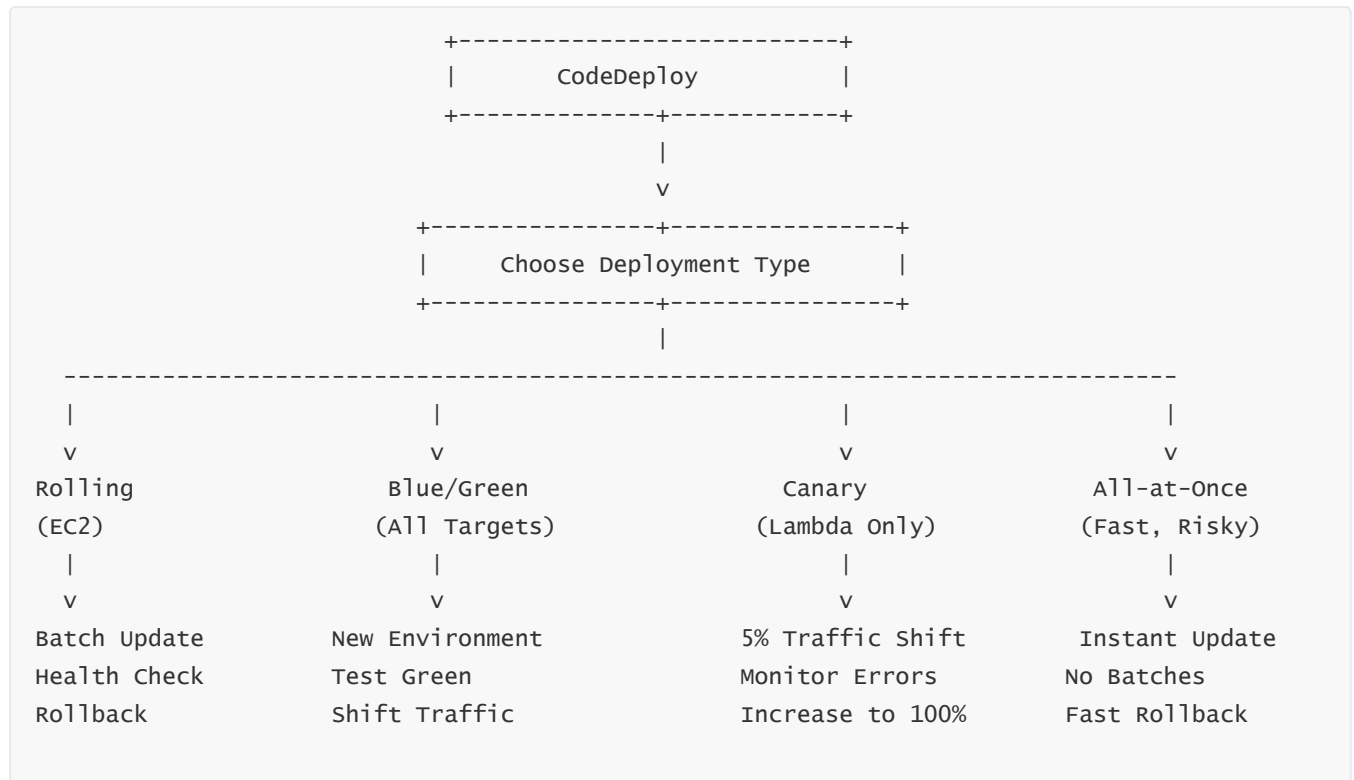 +---------------------------+
|       CodeDeploy          |
+--------------+------------+
|
v
+----------------+----------------+
|     Choose Deployment Type      |
+----------------+----------------+
|
-------------------------------------------------------------------------------
|                         |                            |                      |
v                         v                            v                      v
Rolling                  Blue/Green                  Canary                All-at-Once
(EC2)                 (All Targets)              (Lambda Only)          (Fast, Risky)
|                         |                            |                      |
v                         v                            v                      v
Batch Update         New Environment              5% Traffic Shift        Instant Update
Health Check         Test Green                   Monitor Errors         No Batches
Rollback             Shift Traffic                Increase to 100%       Fast Rollback